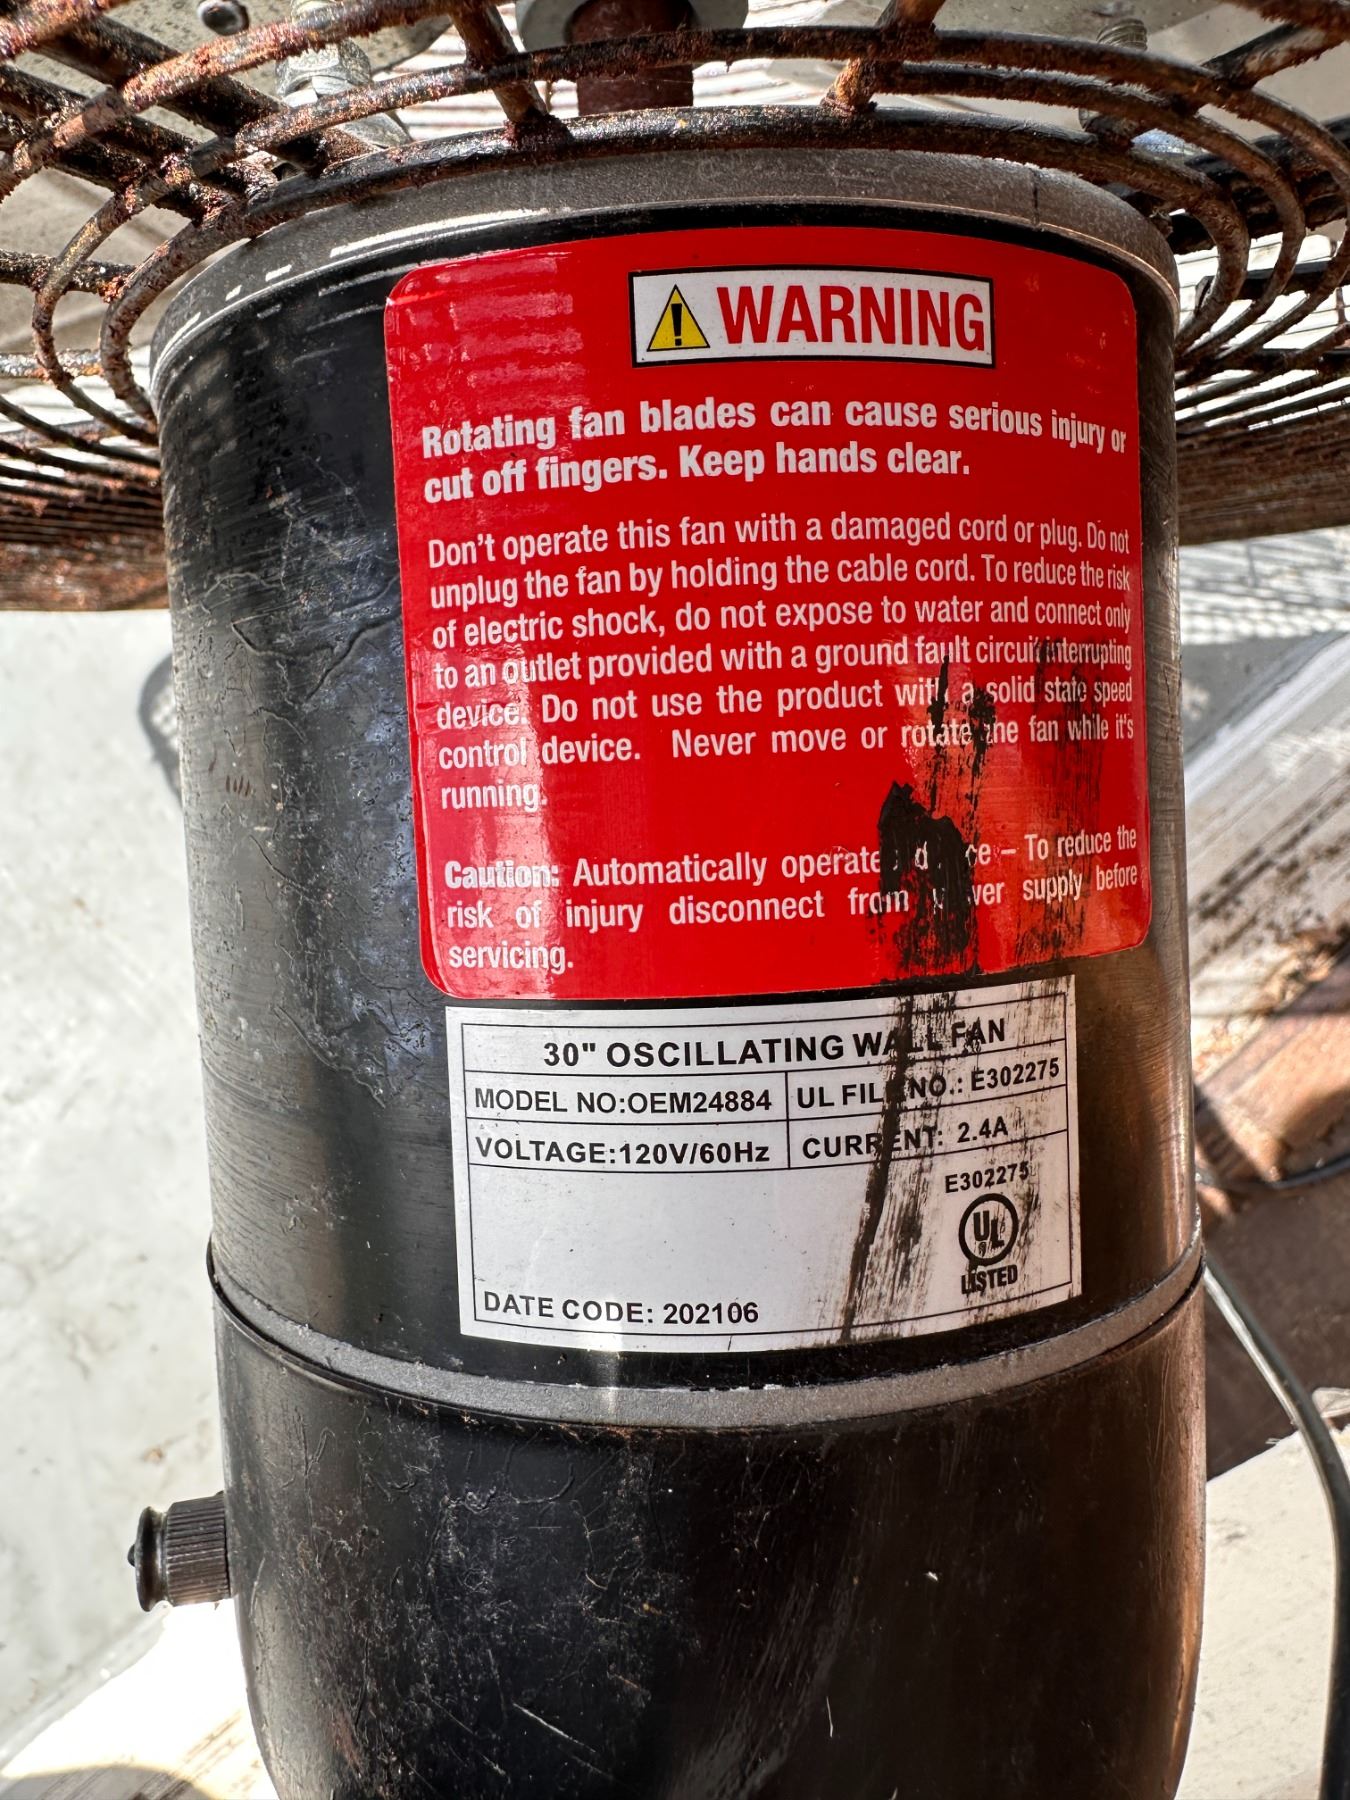 WARNING
Rotating fan blades can cause serious injury or
cut off fingers. Keep hands clear.
Don't operate this fan with a damaged cord or plug. Do not
unplug the fan by holding the cable cord. To reduce the risk
of electric shock, do not expose to water and connect only
to an outlet provided with a ground fault circuit interrupting
device. Do not use the product with a solid state speed
control device. Never move or rotate the fan while it's
running.
Caution: Automatically operated – To reduce the
risk of injury disconnect from supply before
servicing.
30" OSCILLATING WALL FAN
MODEL NO:OEM24884 UL FILE NO.: E302275
VOLTAGE:120V/60Hz CURRENT: 2.4A
E302275
UL
LISTED
DATE CODE: 202106